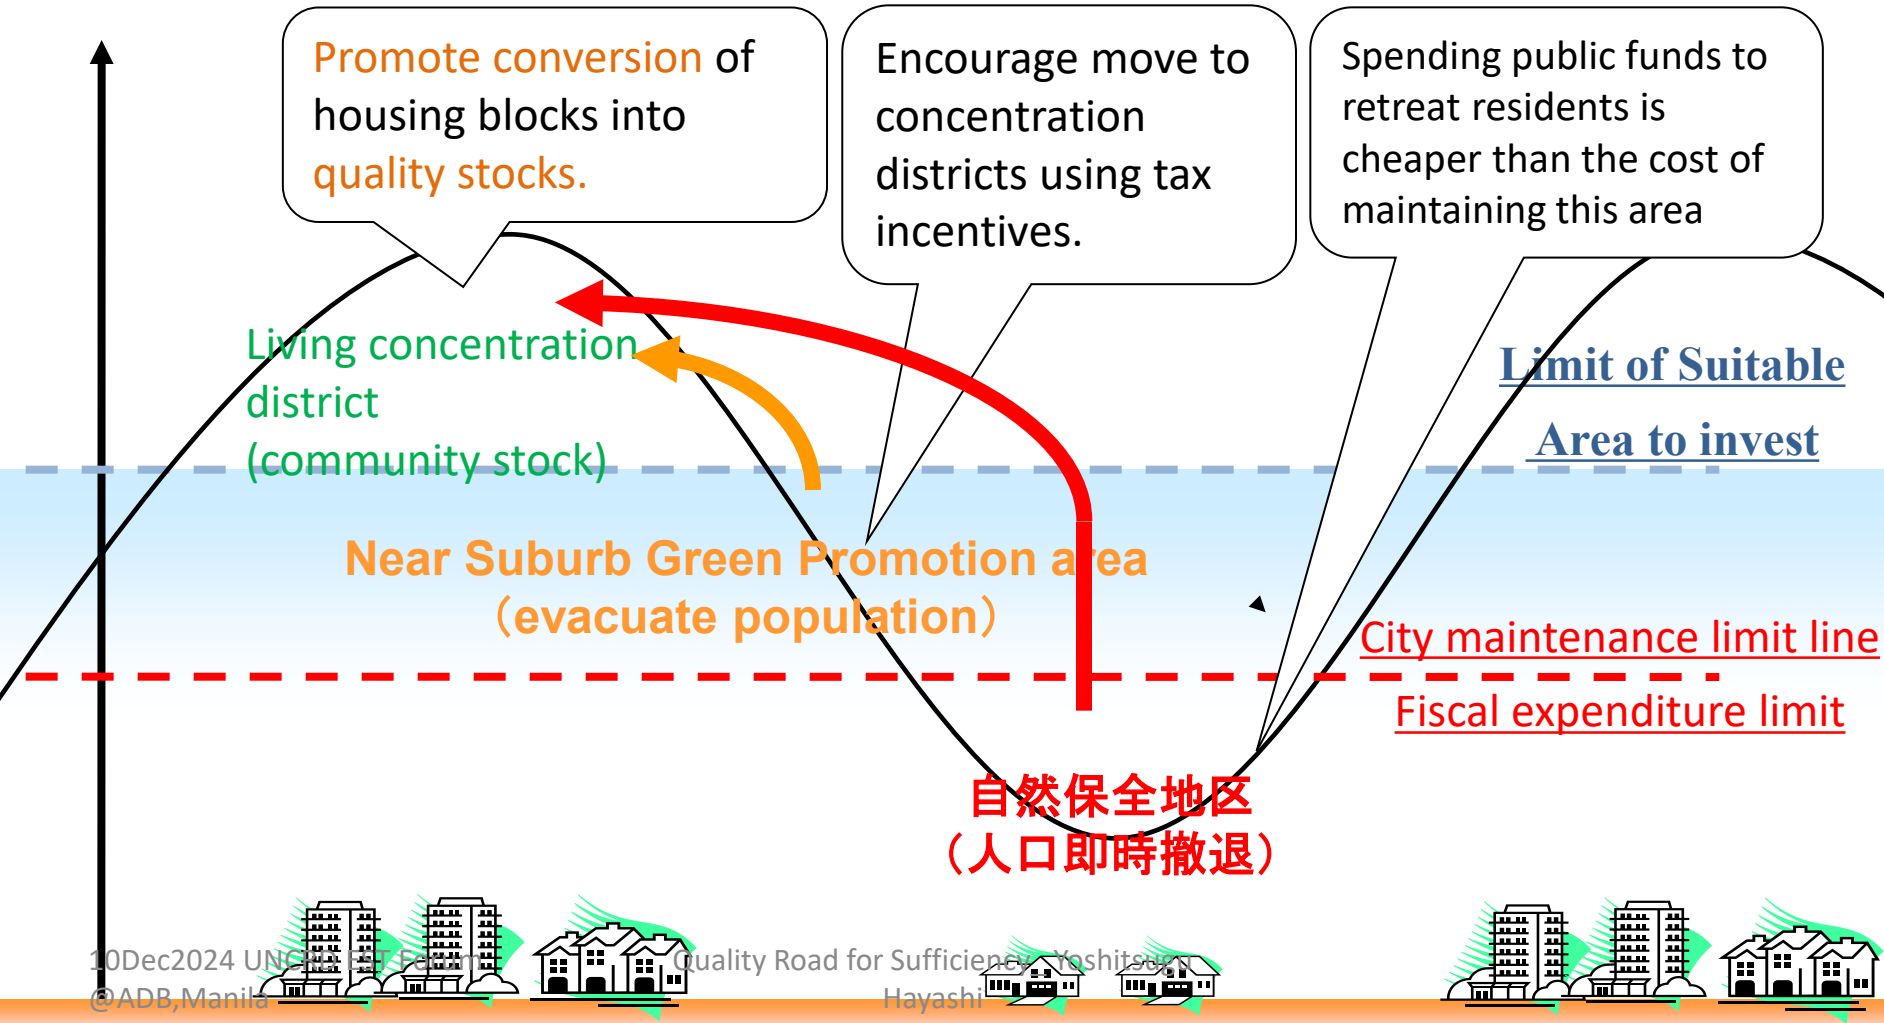 Promote conversion of
housing blocks into
quality stocks.
Encourage move to
concentration
districts using tax
incentives.
Spending public funds to
retreat residents is
cheaper than the cost of
maintaining this area
Living concentration
district
(community stock)
Limit of Suitable
Area to invest
Near Suburb Green Promotion area
（evacuate population）
City maintenance limit line
Fiscal expenditure limit
自然保全地区
（人口即時撤退）
10Dec2024 UNCRD EST Forum
@ADB,Manila
Quality Road for Sufficiency_ Yoshitsugu
Hayashi